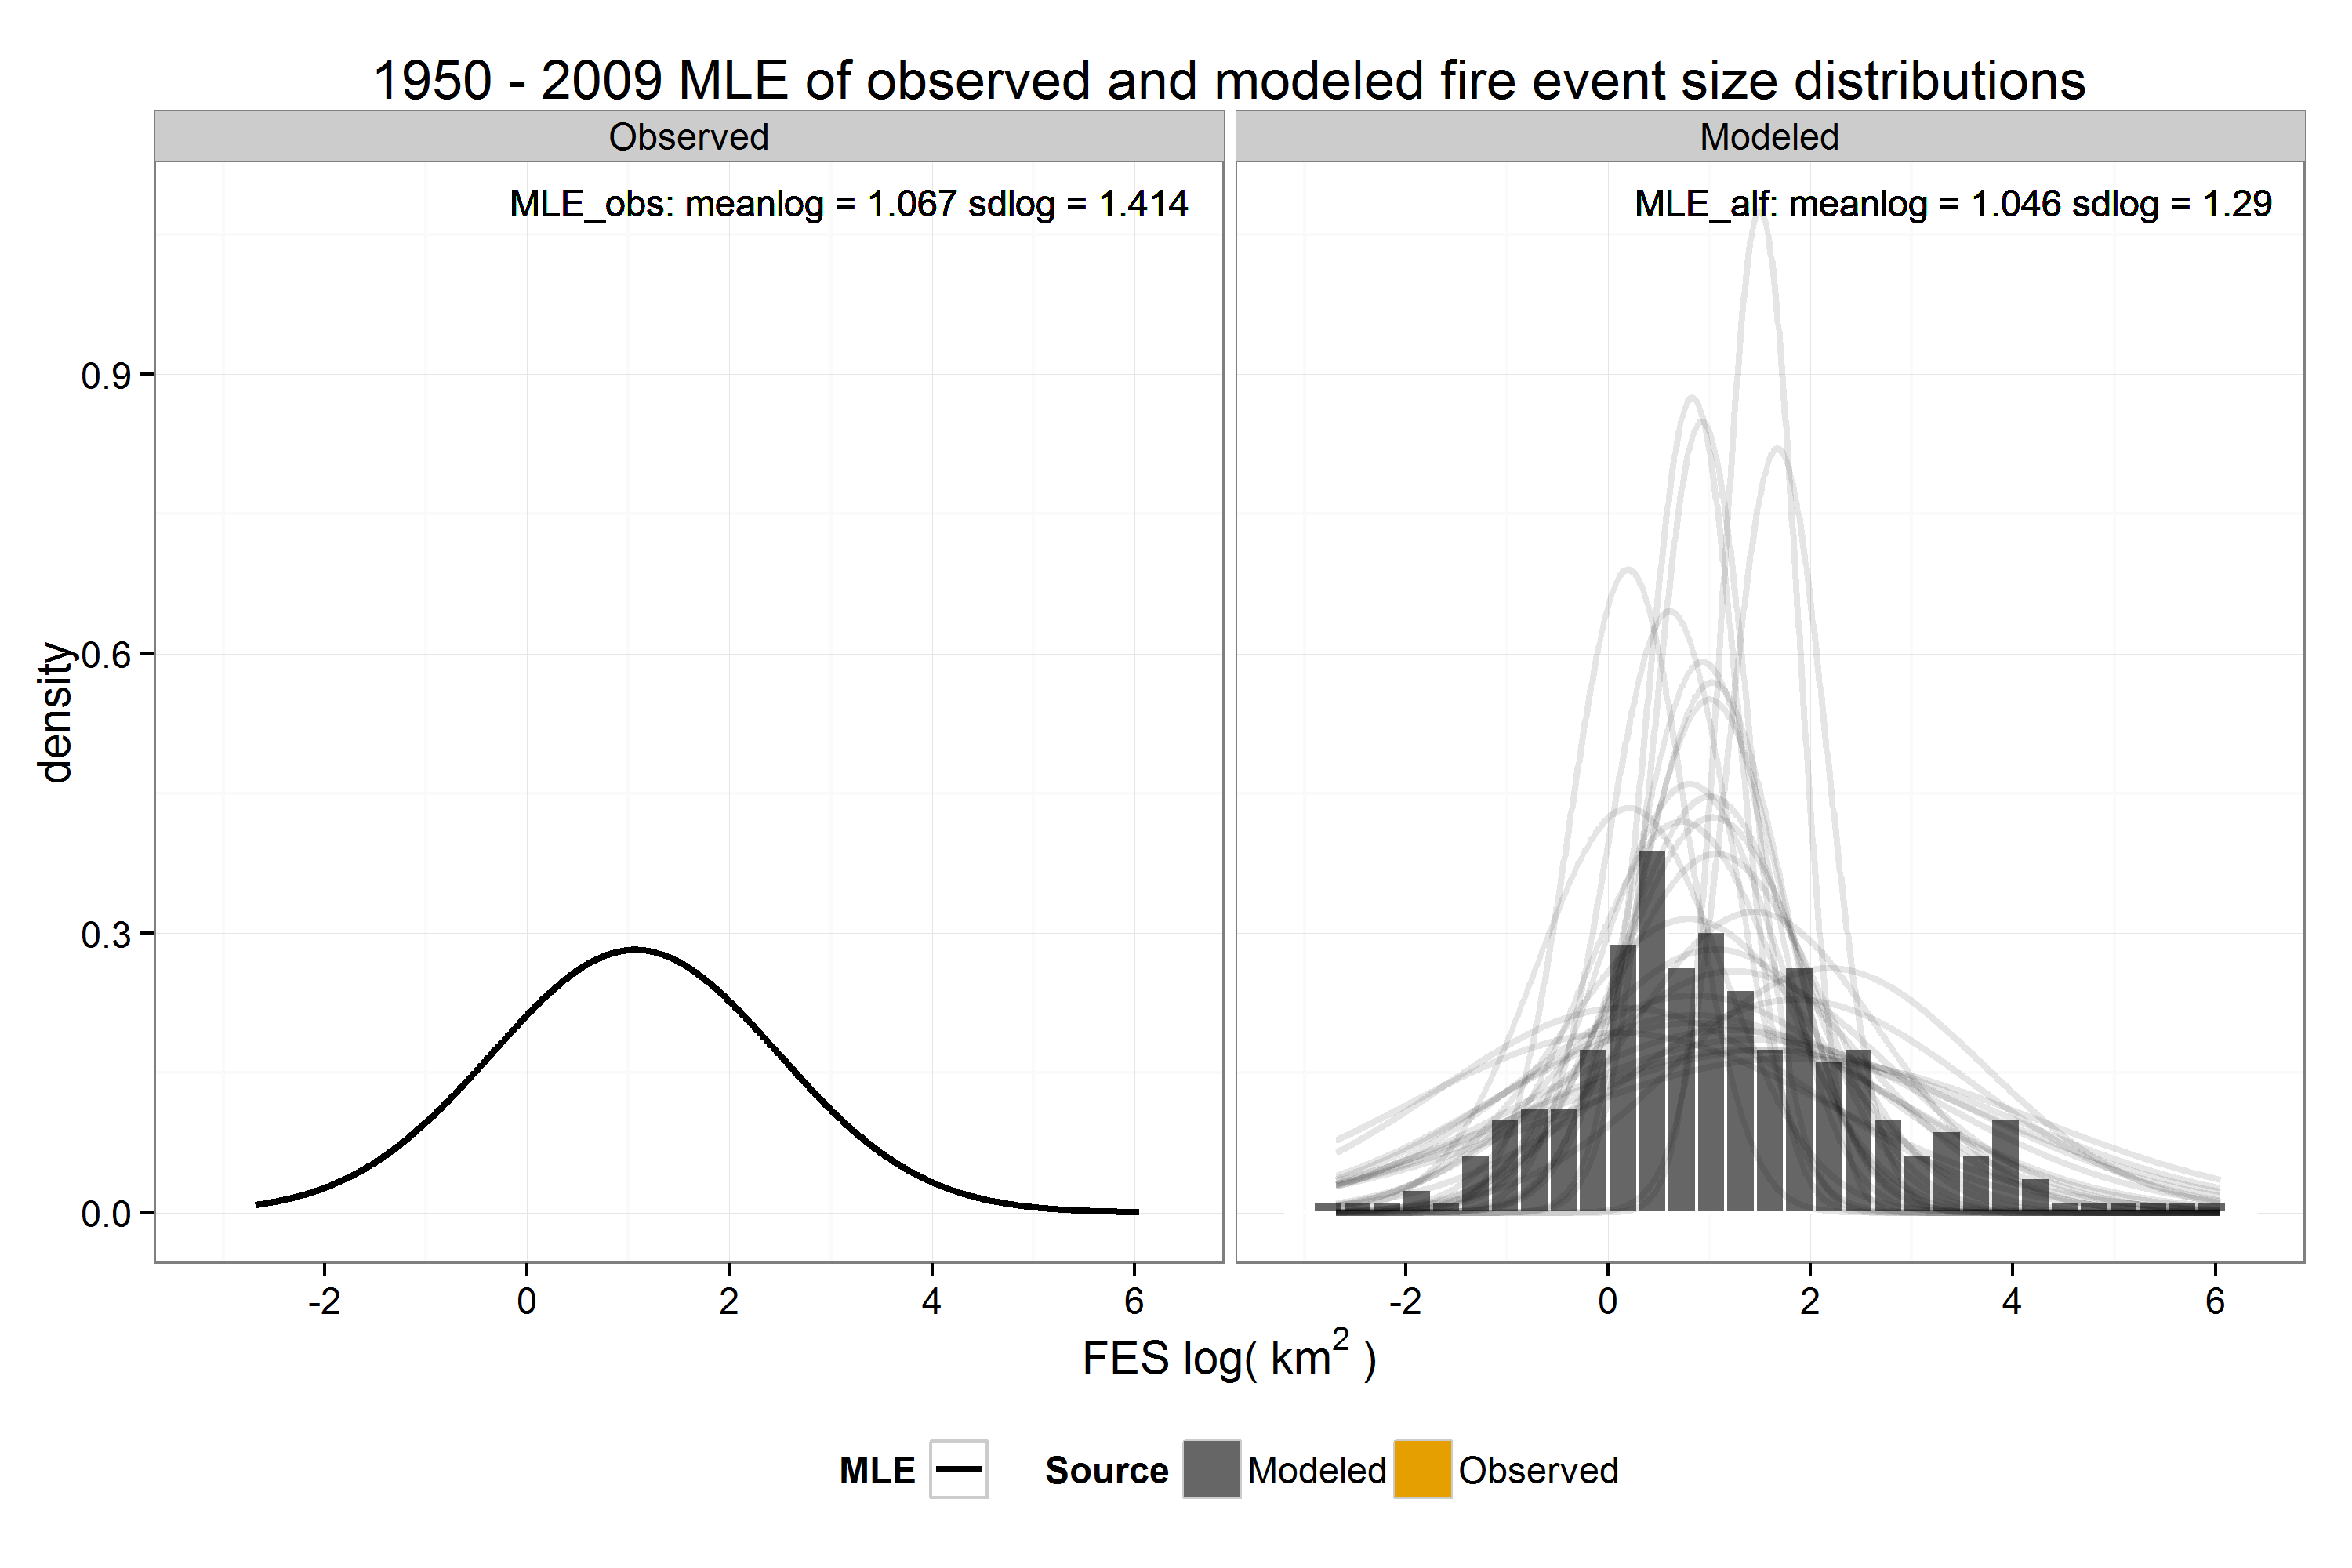 1950 - 2009 MLE of observed and modeled fire event size distributions
Observed
Modeled
MLE_obs: meanlog = 1.067 sdlog = 1.414
MLE_alf: meanlog = 1.046 sdlog = 1.29
density
0.9
0.6
0.3
0.0
-2 0 2 4 6
-2 0 2 4 6
FES log( km² )
MLE Source Modeled Observed